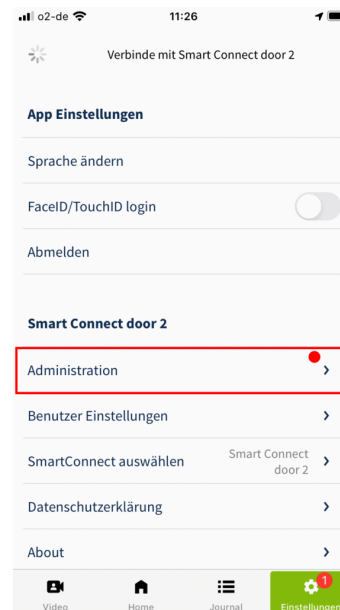 o2-de 11:26
Verbinde mit Smart Connect door 2
App Einstellungen
Sprache ändern
FaceID/TouchID login
Abmelden
Smart Connect door 2
Administration
Benutzer Einstellungen
SmartConnect auswählen Smart Connect
door 2
Datenschutzerklärung
About
1
Video Home Journal Einstellungen